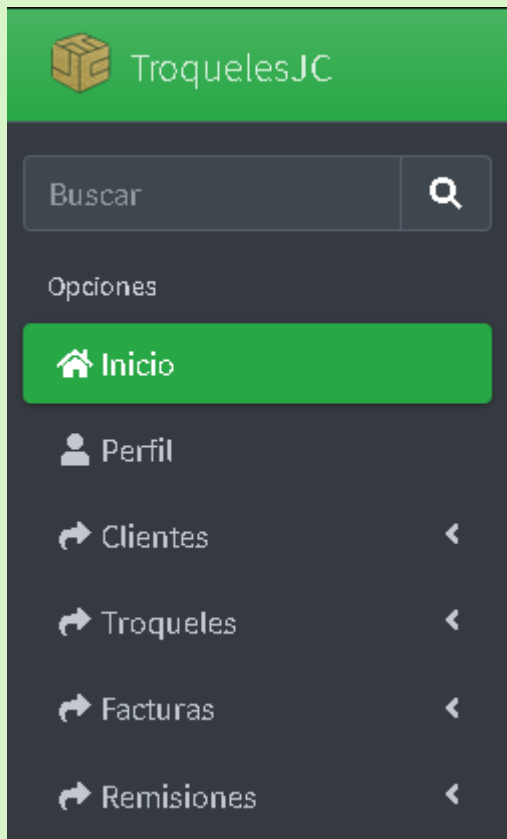 TroquelesJC
Buscar
Opciones
Inicio
Perfil
Clientes
Troqueles
Facturas
Remisiones